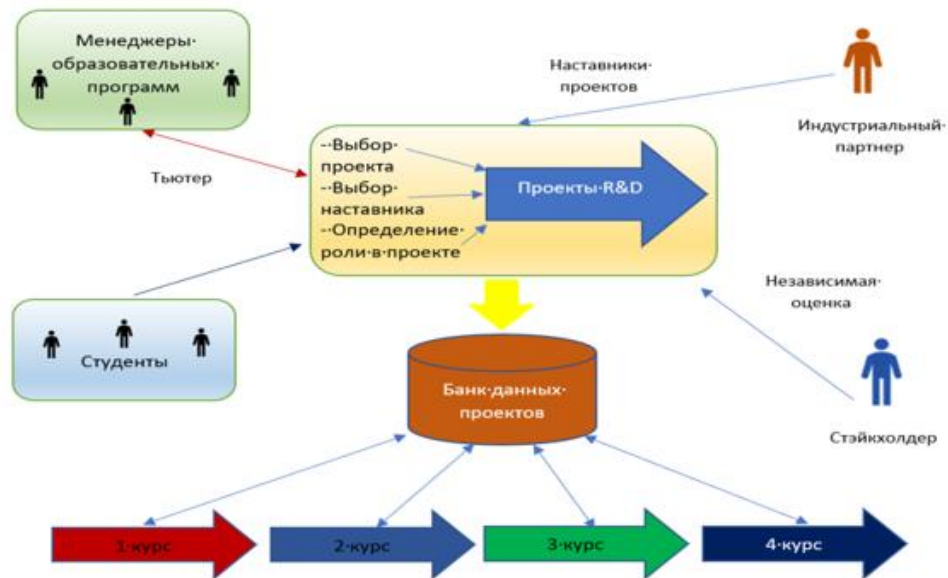 Менеджеры·
образовательных·
программ
Наставники·
проектов
Индустриальный·
партнер
Тьютер
-·Выбор·
проекта
-·Выбор·
наставника
-·Определение·
роли·в·проекте
Проекты·R&D
Независимая·
оценка
Студенты
Банк·данных·
проектов
Стэйкхолдер
1·курс
2·курс
3·курс
4·курс